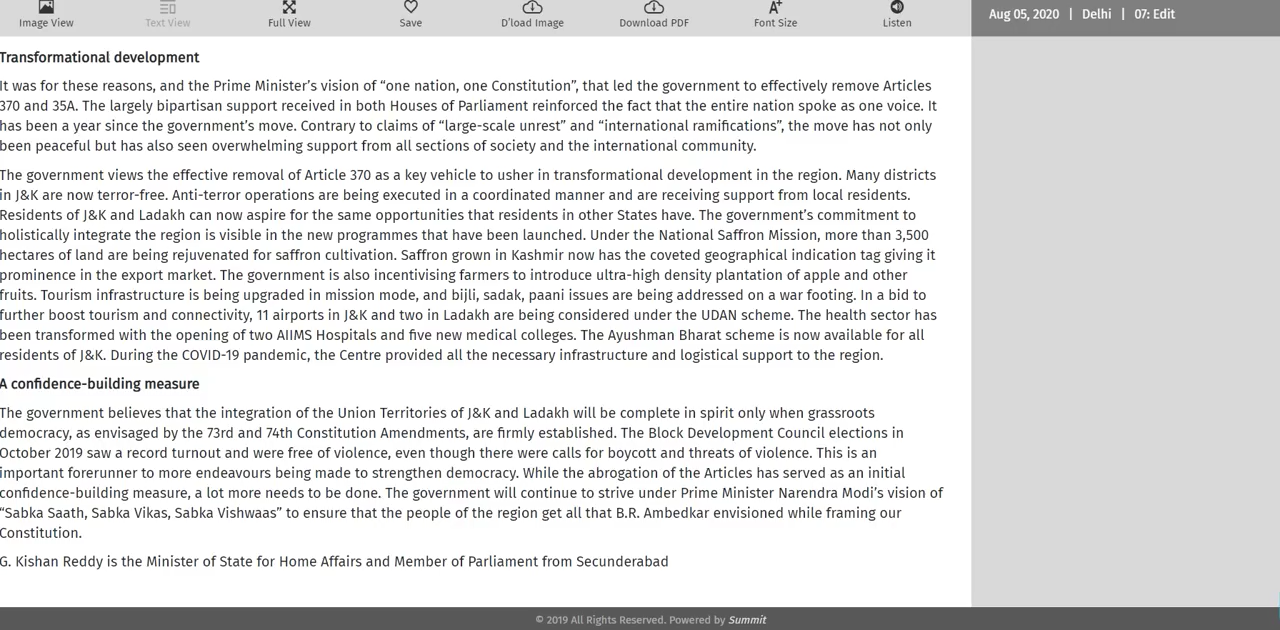 Image View
Text View
Full View
Save
D'load Image
Download PDF
Font Size
Listen
Aug 05, 2020 | Delhi | 07: Edit
Transformational development
It was for these reasons, and the Prime Minister's vision of “one nation, one Constitution”, that led the government to effectively remove Articles
370 and 35A. The largely bipartisan support received in both Houses of Parliament reinforced the fact that the entire nation spoke as one voice. It
has been a year since the government's move. Contrary to claims of “large-scale unrest” and “international ramifications”, the move has not only
been peaceful but has also seen overwhelming support from all sections of society and the international community.
The government views the effective removal of Article 370 as a key vehicle to usher in transformational development in the region. Many districts
in J&K are now terror-free. Anti-terror operations are being executed in a coordinated manner and are receiving support from local residents.
Residents of J&K and Ladakh can now aspire for the same opportunities that residents in other States have. The government's commitment to
holistically integrate the region is visible in the new programmes that have been launched. Under the National Saffron Mission, more than 3,500
hectares of land are being rejuvenated for saffron cultivation. Saffron grown in Kashmir now has the coveted geographical indication tag giving it
prominence in the export market. The government is also incentivising farmers to introduce ultra-high density plantation of apple and other
fruits. Tourism infrastructure is being upgraded in mission mode, and bijli, sadak, paani issues are being addressed on a war footing. In a bid to
further boost tourism and connectivity, 11 airports in J&K and two in Ladakh are being considered under the UDAN scheme. The health sector has
been transformed with the opening of two AIIMS Hospitals and five new medical colleges. The Ayushman Bharat scheme is now available for all
residents of J&K. During the COVID-19 pandemic, the Centre provided all the necessary infrastructure and logistical support to the region.
A confidence-building measure
The government believes that the integration of the Union Territories of J&K and Ladakh will be complete in spirit only when grassroots
democracy, as envisaged by the 73rd and 74th Constitution Amendments, are firmly established. The Block Development Council elections in
October 2019 saw a record turnout and were free of violence, even though there were calls for boycott and threats of violence. This is an
important forerunner to more endeavours being made to strengthen democracy. While the abrogation of the Articles has served as an initial
confidence-building measure, a lot more needs to be done. The government will continue to strive under Prime Minister Narendra Modi's vision of
“Sabka Saath, Sabka Vikas, Sabka Vishwaas” to ensure that the people of the region get all that B.R. Ambedkar envisioned while framing our
Constitution.
G. Kishan Reddy is the Minister of State for Home Affairs and Member of Parliament from Secunderabad
© 2019 All Rights Reserved. Powered by Summit